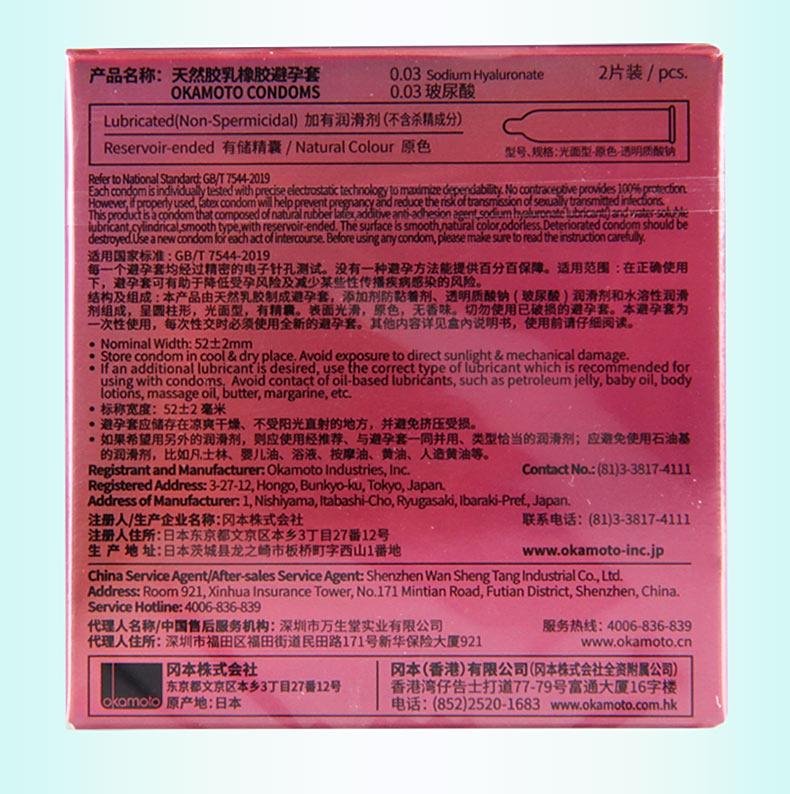 产品名称：天然胶乳橡胶避孕套 0.03 Sodium Hyaluronate 2片装 / pcs.
OKAMOTO CONDOMS 0.03 玻尿酸
Lubricated(Non-Spermicidal) 加有润滑剂(不含杀精成分)
Reservoir-ended 有储精囊 / Natural Colour 原色
型号、规格：光面型-原色-透明质酸钠
Refer to National Standard: GB/T 7544-2019
Each condom is individually tested with precise electrostatic technology to maximize dependability. No contraceptive provides 100% protection.
However, if properly used, latex condom will help prevent pregnancy and reduce the risk of transmission of sexually transmitted infections.
This product is a condom that composed of natural rubber latex,additive anti-adhesion agent,sodium hyaluronate lubricant() and water-soluble
lubricant,cylindrical,smooth type,with reservoir-ended. The surface is smooth,natural color,odorless.Deteriorated condom should be
destroyed.Use a new condom for each act of intercourse. Before using any condom, please make sure to read the instruction carefully.
适用国家标准：GB/T 7544-2019
每一个避孕套均经过精密的电子针孔测试。没有一种避孕方法能提供百分百保障。适用范围：在正确使用
下，避孕套可有助于降低受孕风险及减少某些性传播疾病感染的风险。
结构及组成：本产品由天然乳胶制成避孕套，添加剂防黏着剂、透明质酸钠(玻尿酸)润滑剂和水溶性润滑
剂组成，呈圆柱形，光面型，有精囊。表面光滑，原色，无香味。切勿使用已破损的避孕套。本避孕套为
一次性使用，每次性交时必须使用全新的避孕套。其他内容详见盒内说明书，使用前请仔细阅读。
• Nominal Width: 52±2mm
• Store condom in cool & dry place. Avoid exposure to direct sunlight & mechanical damage.
• If an additional lubricant is desired, use the correct type of lubricant which is recommended for
using with condoms. Avoid contact of oil-based lubricants, such as petroleum jelly, baby oil, body
lotions, massage oil, butter, margarine, etc.
• 标称宽度：52±2 毫米
• 避孕套应储存在凉爽干燥、不受阳光直射的地方，并避免挤压受损。
• 如果希望用另外的润滑剂，则应使用经推荐、与避孕套一同并用、类型恰当的润滑剂；应避免使用石油基
的润滑剂，比如凡士林、婴儿油、浴液、按摩油、黄油、人造黄油等。
Registrant and Manufacturer: Okamoto Industries, Inc. Contact No.: (81)3-3817-4111
Registered Address: 3-27-12, Hongo, Bunkyo-ku, Tokyo, Japan.
Address of Manufacturer: 1, Nishiyama, Itabashi-Cho, Ryugasaki, Ibaraki-Pref., Japan.
注册人/生产企业名称：冈本株式会社 联系电话：(81)3-3817-4111
注册人住所：日本东京都文京区本乡3丁目27番12号
生 产 地 址：日本茨城县龙之崎市板桥町字西山1番地 www.okamoto-inc.jp
China Service Agent/After-sales Service Agent: Shenzhen Wan Sheng Tang Industrial Co., Ltd.
Address: Room 921, Xinhua Insurance Tower, No.171 Mintian Road, Futian District, Shenzhen, China.
Service Hotline: 4006-836-839
代理人名称/中国售后服务机构：深圳市万生堂实业有限公司 服务热线：4006-836-839
代理人住所：深圳市福田区福田街道民田路171号新华保险大厦921 www.okamoto.cn
okamoto
冈本株式会社
东京都文京区本乡3丁目27番12号
原产地：日本
冈本(香港)有限公司(冈本株式会社全资附属公司)
香港湾仔告士打道77-79号富通大厦16字楼
电话：(852)2520-1683 www.okamoto.com.hk